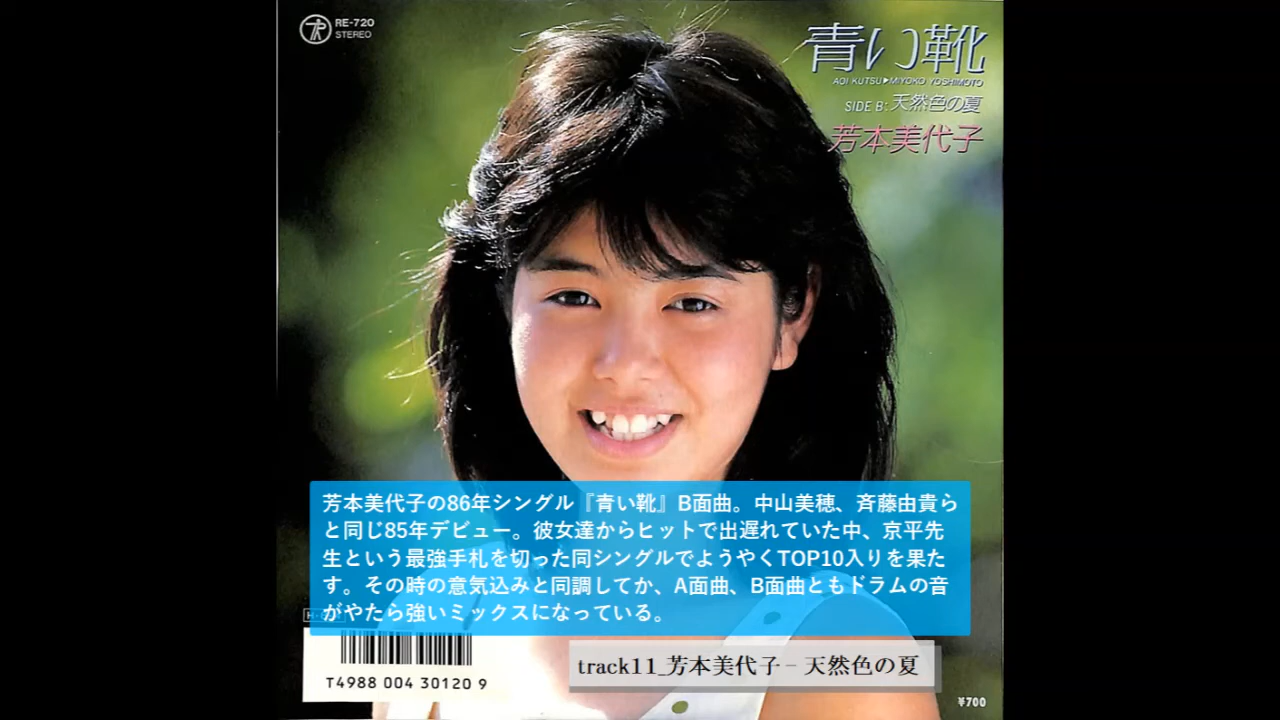 RE-720
STEREO
青い靴
AOI KUTSU▶MIYOKO YOSHIMOTO
SIDE B: 天然色の夏
芳本美代子
芳本美代子の86年シングル『青い靴』B面曲。中山美穂、斉藤由貴ら
と同じ85年デビュー。彼女達からヒットで出遅れていた中、京平先
生という最強手札を切った同シングルでようやくTOP10入りを果た
す。その時の意気込みと同調してか、A面曲、B面曲ともドラムの音
がやたら強いミックスになっている。
track11_芳本美代子 – 天然色の夏
T4988 004 30120 9
¥700